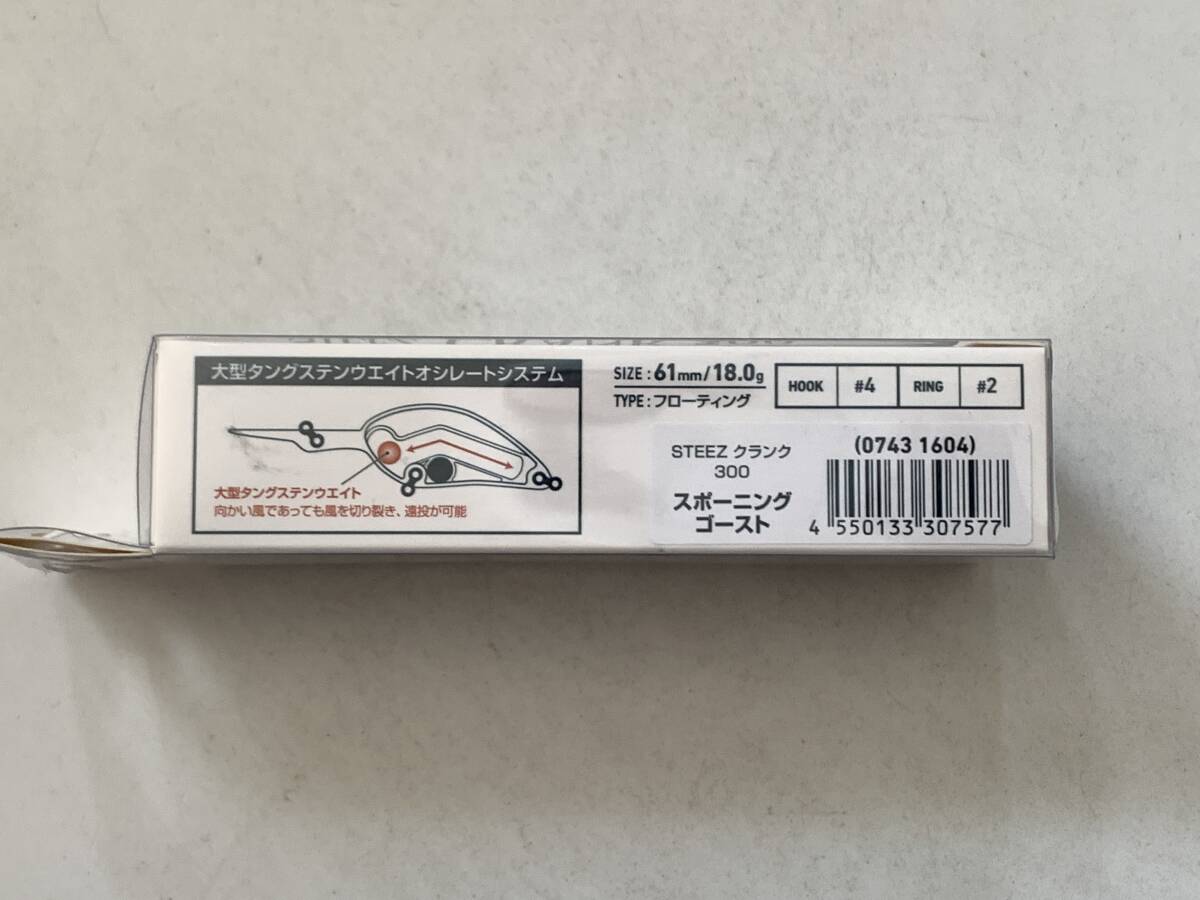 大型タングステンウエイトオシレートシステム
大型タングステンウエイト
向かい風であっても風を切り裂き、遠投が可能
SIZE : 61mm/18.0g
TYPE : フローティング
HOOK #4 RING #2
STEEZ クランク
300
スポーニング
ゴースト
(0743 1604)
4 550133 307577